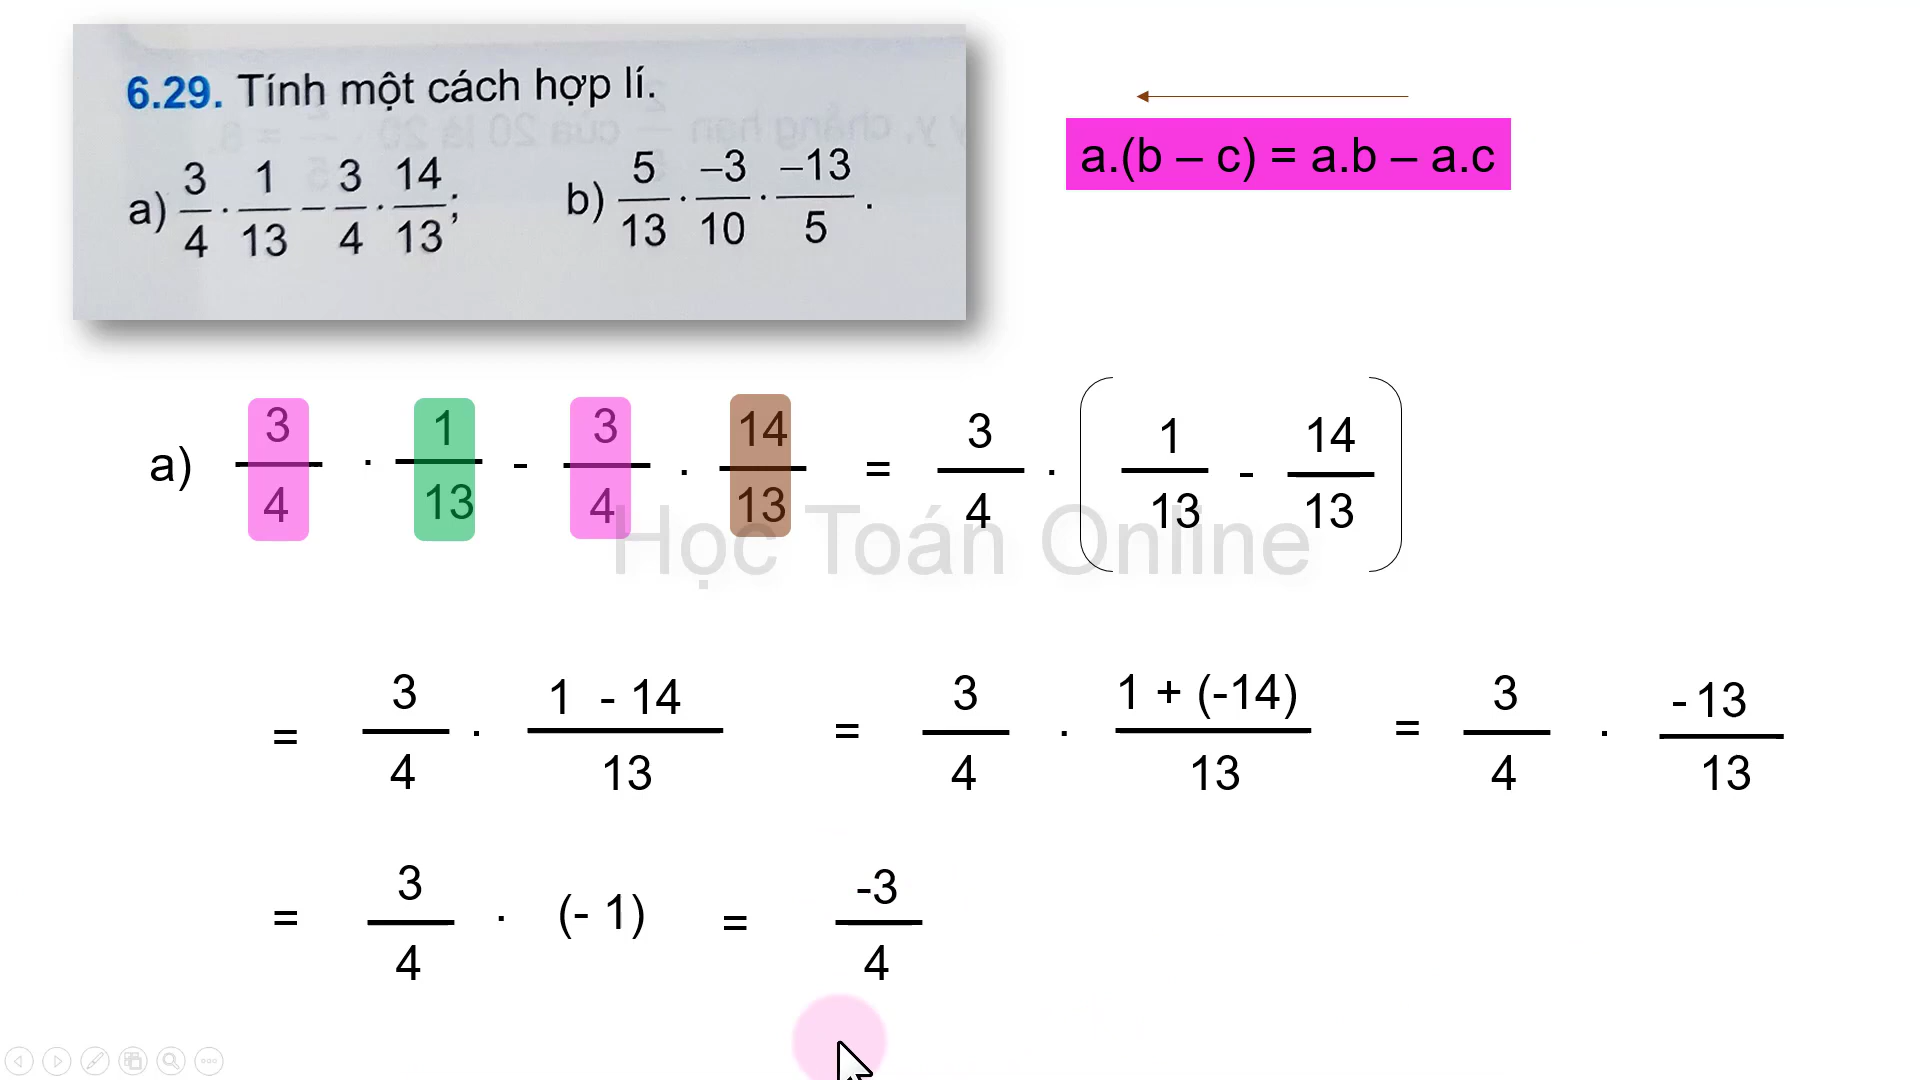 6.29. Tính một cách hợp lí.
a) 3/4 · 1/13 – 3/4 · 14/13; b) 5/13 · –3/10 · –13/5 .
a.(b – c) = a.b – a.c
a) 3/4 · 1/13 - 3/4 · 14/13 = 3/4 · ( 1/13 - 14/13 )
Học Toán Online
= 3/4 · 1 - 14/13 = 3/4 · 1 + (-14)/13 = 3/4 · - 13/13
= 3/4 · (- 1) = -3/4